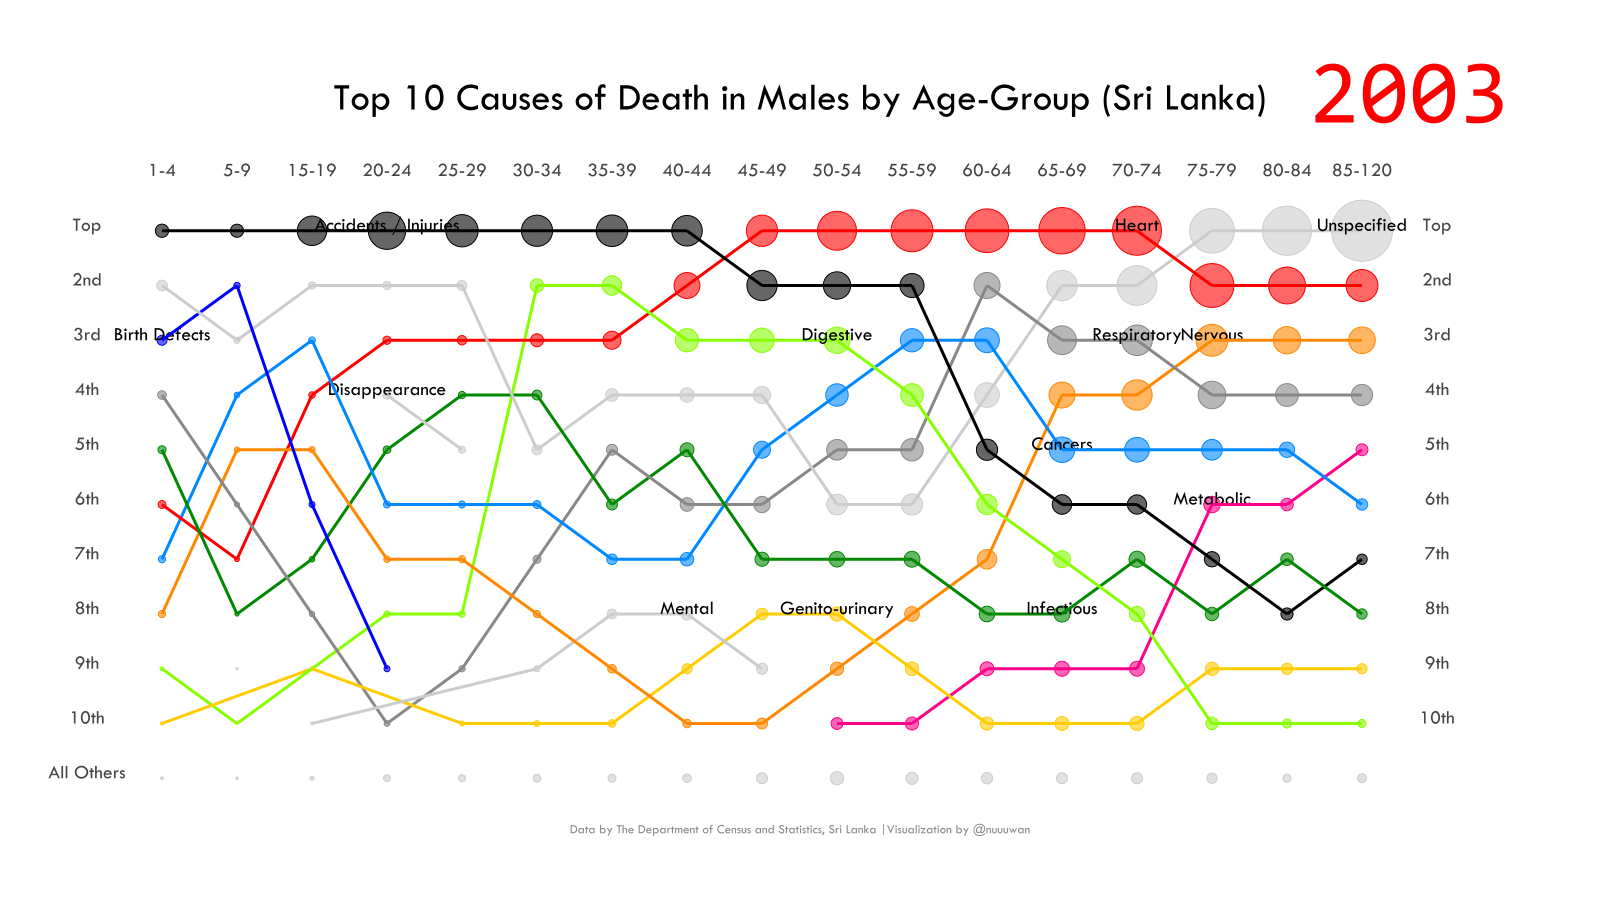 Top 10 Causes of Death in Males by Age-Group (Sri Lanka) 2003
1-4 5-9 15-19 20-24 25-29 30-34 35-39 40-44 45-49 50-54 55-59 60-64 65-69 70-74 75-79 80-84 85-120
Top Accidents / Injuries Heart Unspecified Top
2nd 2nd
3rd Birth Defects Digestive Respiratory Nervous 3rd
4th Disappearance 4th
5th Cancers 5th
6th Metabolic 6th
7th 7th
8th Mental Genito-urinary Infectious 8th
9th 9th
10th 10th
All Others
Data by The Department of Census and Statistics, Sri Lanka | Visualization by @nuuuwan